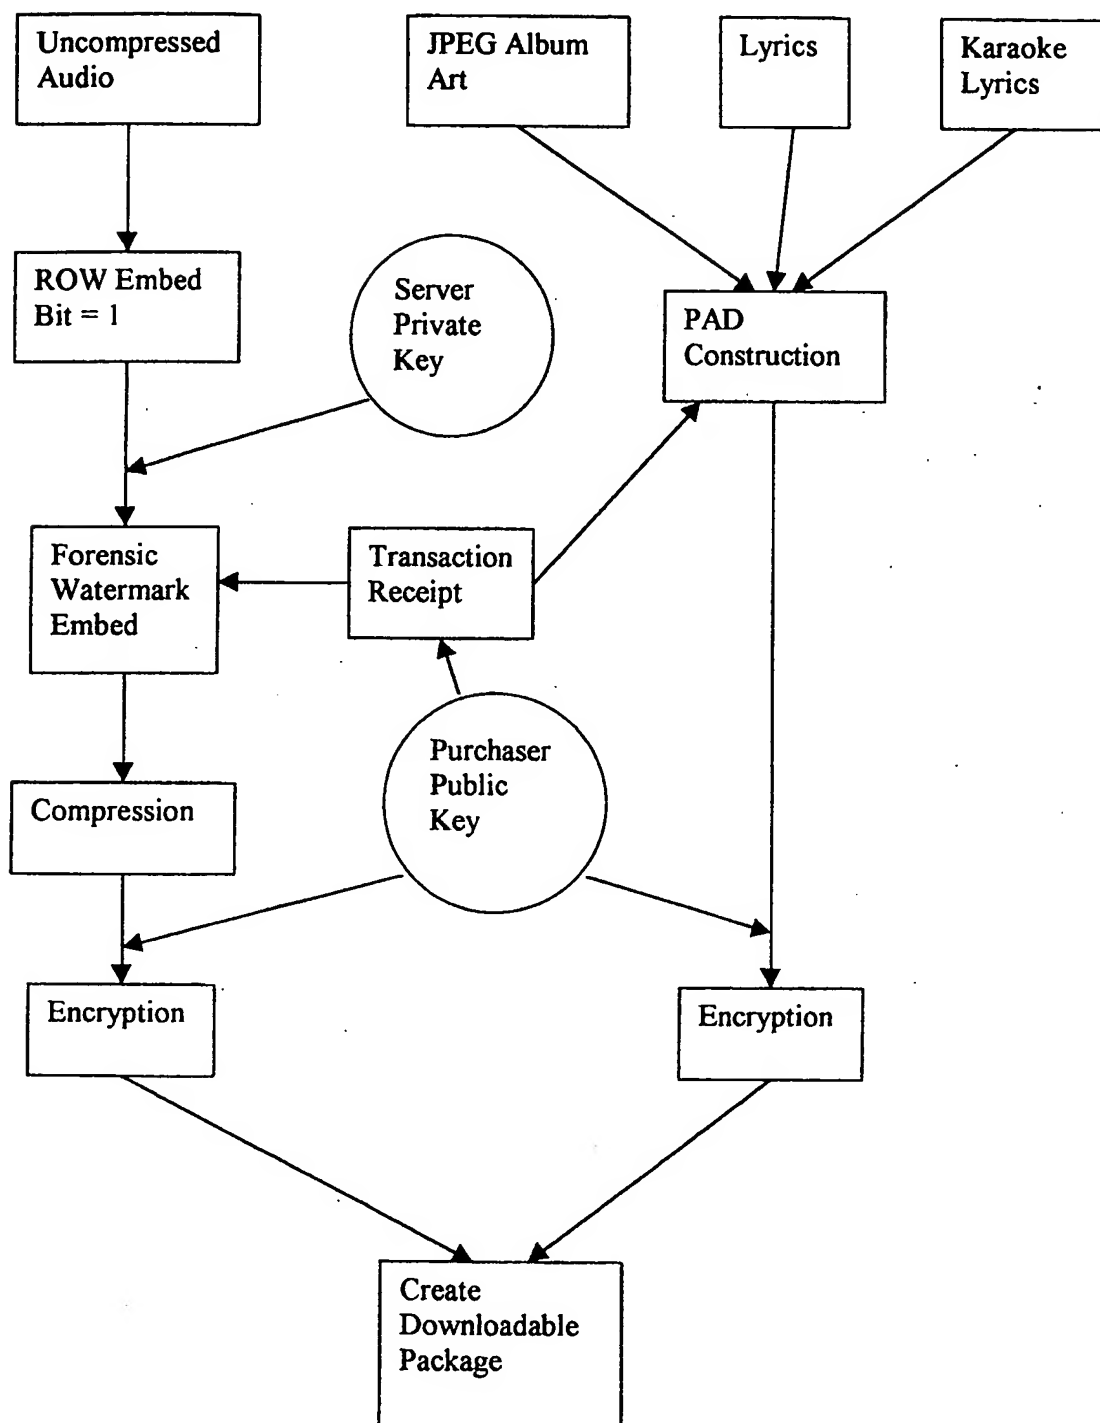 Uncompressed
Audio
JPEG Album
Art
Lyrics
Karaoke
Lyrics
ROW Embed
Bit = 1
Server
Private
Key
PAD
Construction
Forensic
Watermark
Embed
Transaction
Receipt
Purchaser
Public
Key
Compression
Encryption
Encryption
Create
Downloadable
Package